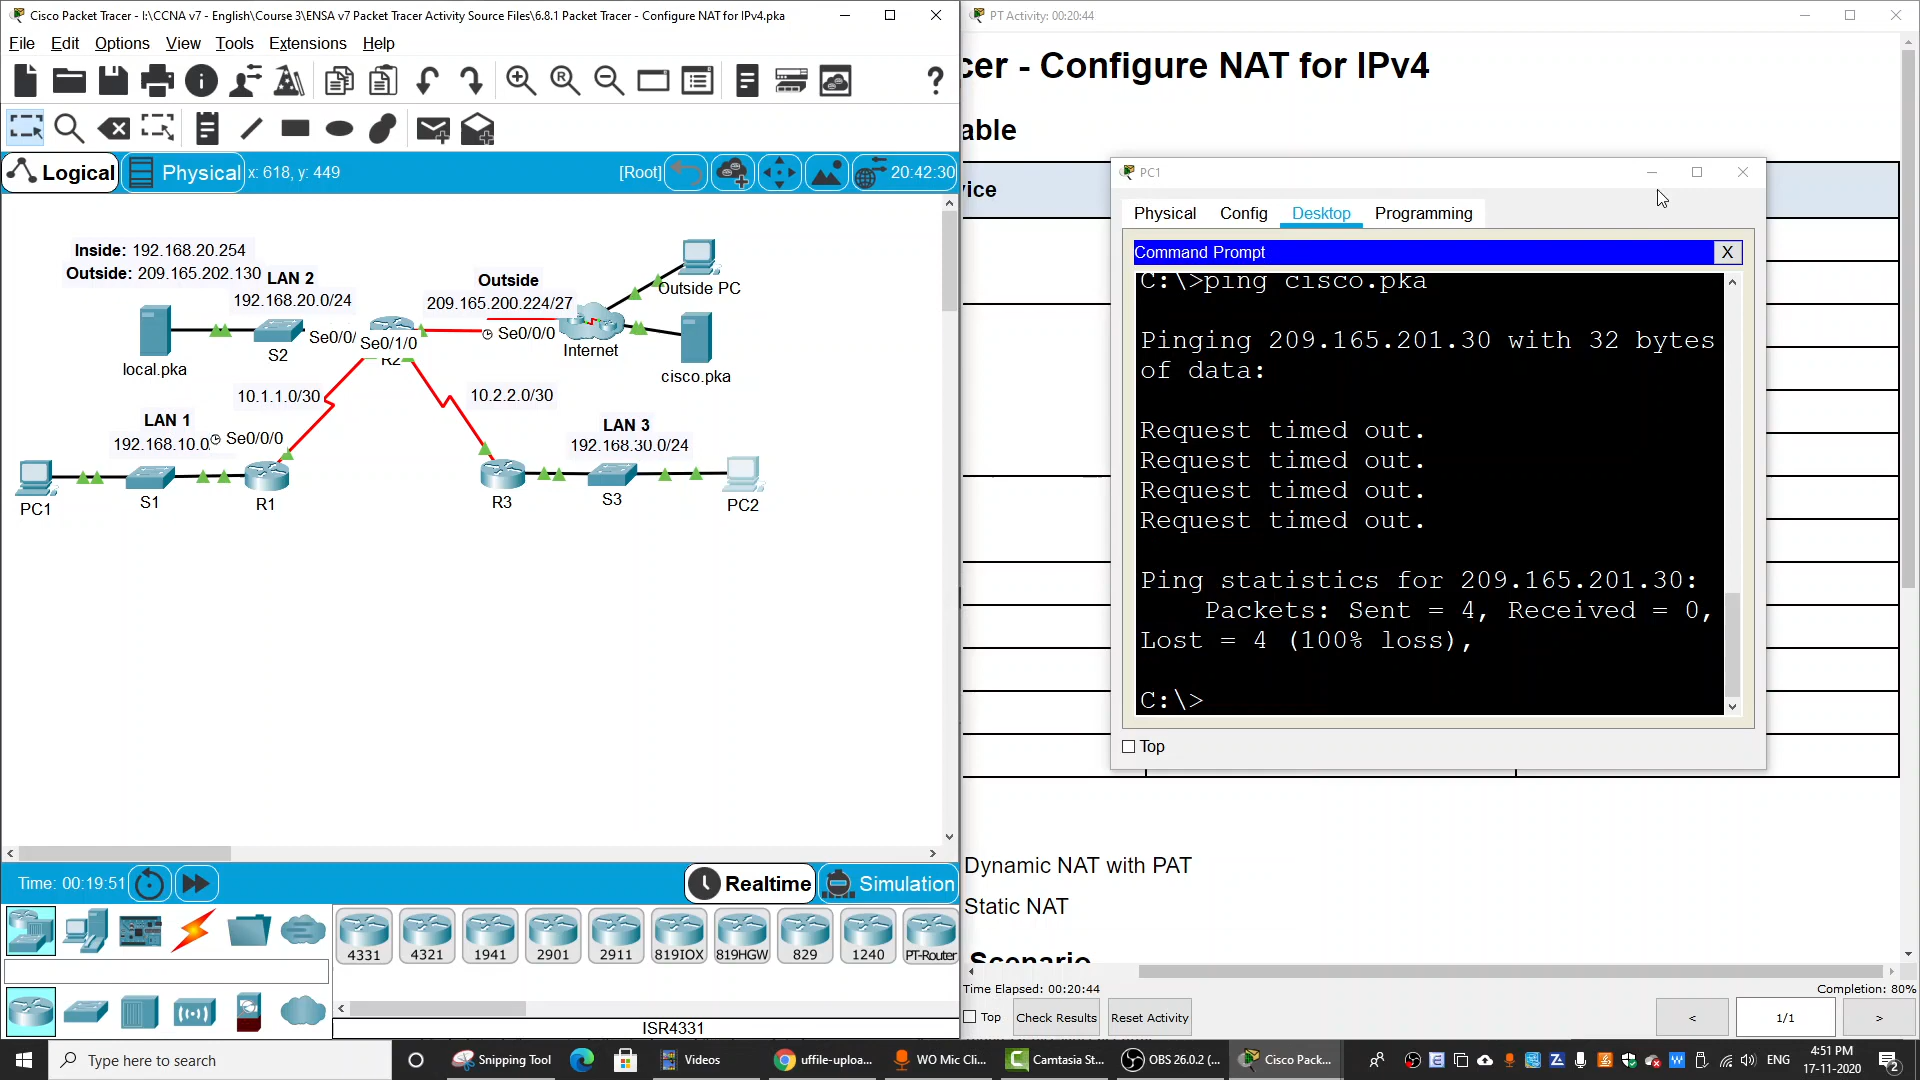 Cisco Packet Tracer - I:\CCNA v7 - English\Course 3\ENSA v7 Packet Tracer Activity Source Files\6.8.1 Packet Tracer - Configure NAT for IPv4.pka
File Edit Options View Tools Extensions Help
Logical Physical x: 618, y: 449 [Root] 20:42:30
Inside: 192.168.20.254
Outside: 209.165.202.130
LAN 2
192.168.20.0/24
Outside
209.165.200.224/27
Outside PC
Se0/0/
Se0/1/0
Se0/0/0
S2
R2
Internet
local.pka
cisco.pka
10.1.1.0/30
10.2.2.0/30
LAN 1
192.168.10.0
Se0/0/0
LAN 3
192.168.30.0/24
PC1
S1
R1
R3
S3
PC2
Time: 00:19:51 Realtime Simulation
4331 4321 1941 2901 2911 819IOX 819HGW 829 1240 PT-Router
ISR4331
PT Activity: 00:20:44
cer - Configure NAT for IPv4
able
vice
PC1
Physical Config Desktop Programming
Command Prompt X
C:\>ping cisco.pka
Pinging 209.165.201.30 with 32 bytes
of data:
Request timed out.
Request timed out.
Request timed out.
Request timed out.
Ping statistics for 209.165.201.30:
Packets: Sent = 4, Received = 0,
Lost = 4 (100% loss),
C:\>
Top
Dynamic NAT with PAT
Static NAT
Scenario
Time Elapsed: 00:20:44 Completion: 80%
Top Check Results Reset Activity < 1/1 >
Type here to search
Snipping Tool
Videos
uffile-uploa...
WO Mic Cli...
Camtasia St...
OBS 26.0.2 (...
Cisco Pack...
ENG
4:51 PM
17-11-2020
2